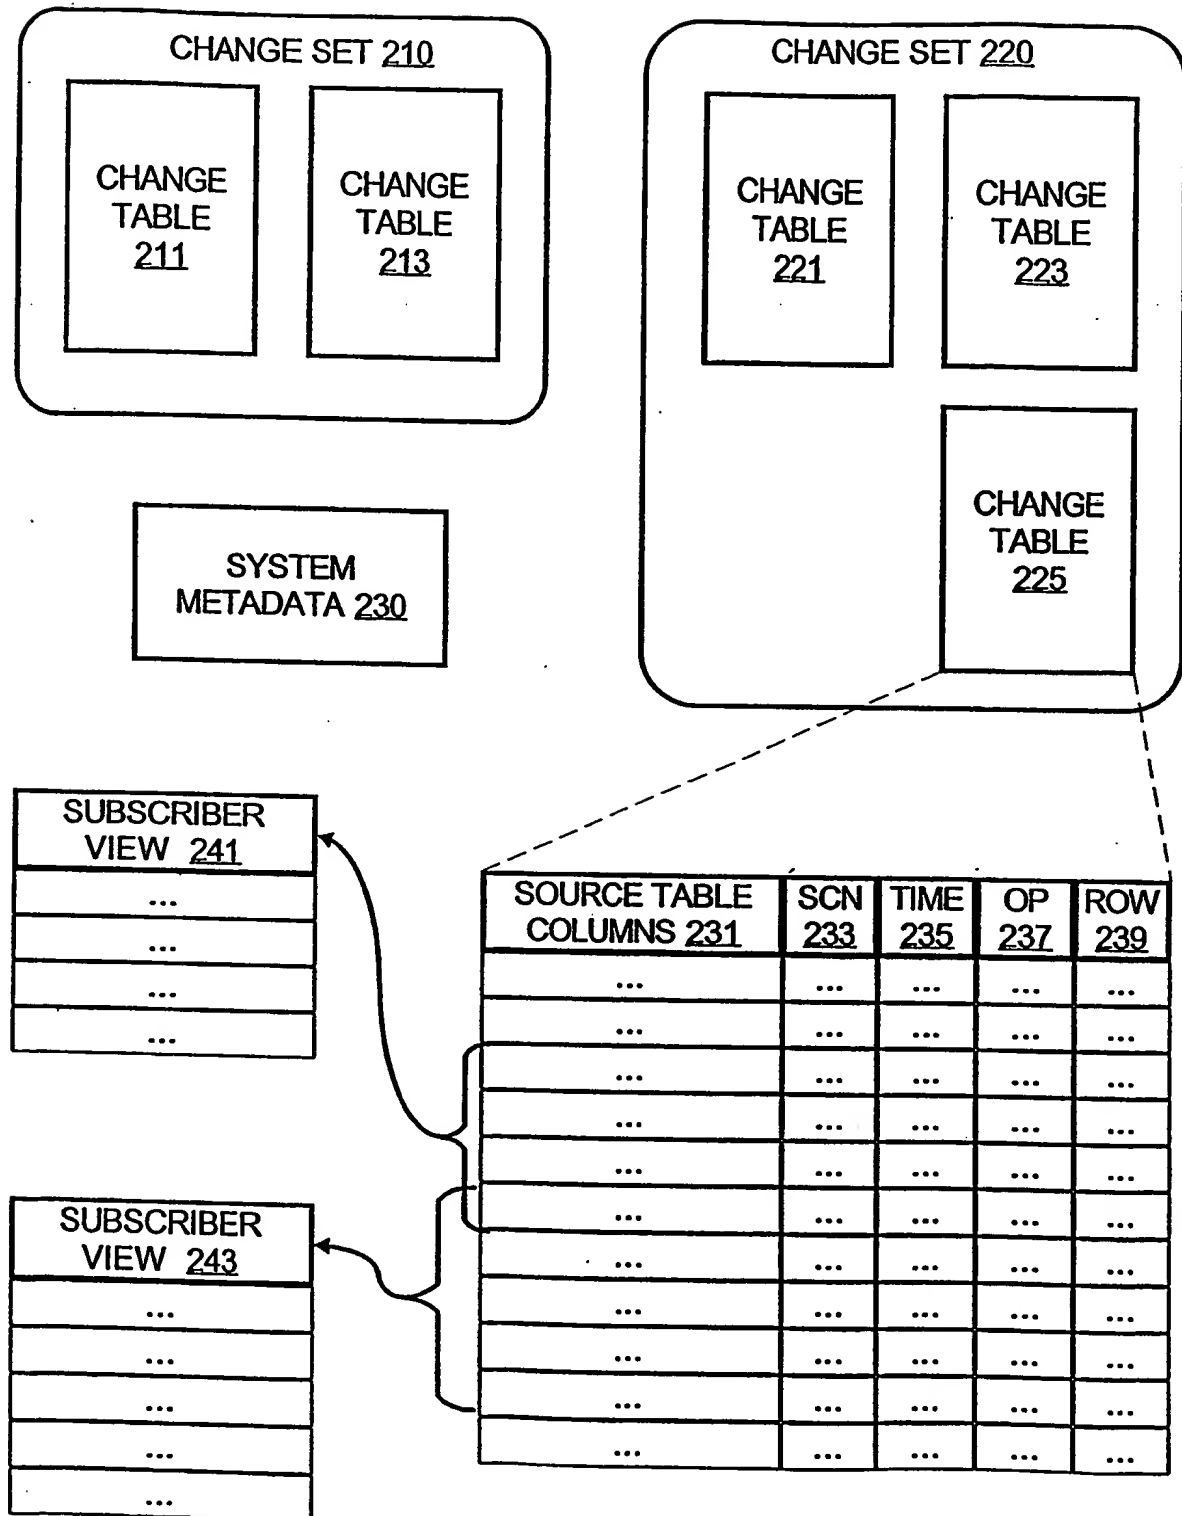 CHANGE SET 210
CHANGE
TABLE
211
CHANGE
TABLE
213
CHANGE SET 220
CHANGE
TABLE
221
CHANGE
TABLE
223
CHANGE
TABLE
225
SYSTEM
METADATA 230
SUBSCRIBER
VIEW 241
...
...
...
...
SUBSCRIBER
VIEW 243
...
...
...
...
...
SOURCE TABLE
COLUMNS 231
SCN
233
TIME
235
OP
237
ROW
239
... ... ... ... ...
... ... ... ... ...
... ... ... ... ...
... ... ... ... ...
... ... ... ... ...
... ... ... ... ...
... ... ... ... ...
... ... ... ... ...
... ... ... ... ...
... ... ... ... ...
... ... ... ... ...